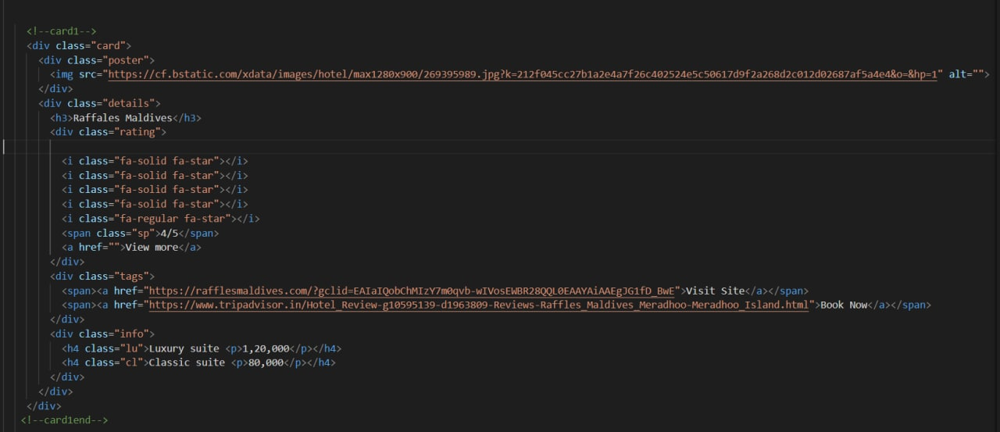 <!--card1-->
<div class="card">
<div class="poster">
<img src="https://cf.bstatic.com/xdata/images/hotel/max1280x900/269395989.jpg?k=212f045cc27b1a2e4a7f26c402524e5c50617d9f2a268d2c012d02687af5a4e4&o=&hp=1" alt="">
</div>
<div class="details">
<h3>Raffales Maldives</h3>
<div class="rating">
<i class="fa-solid fa-star"></i>
<i class="fa-solid fa-star"></i>
<i class="fa-solid fa-star"></i>
<i class="fa-solid fa-star"></i>
<i class="fa-regular fa-star"></i>
<span class="sp">4/5</span>
<a href="">View more</a>
</div>
<div class="tags">
<span><a href="https://rafflesmaldives.com/?gclid=EAIaIQobChMIzY7m0qvb-wIVosEWBR28QQL0EAAYAiAAEgJG1fD_BwE">Visit Site</a></span>
<span><a href="https://www.tripadvisor.in/Hotel_Review-g10595139-d1963809-Reviews-Raffles_Maldives_Meradhoo-Meradhoo_Island.html">Book Now</a></span>
</div>
<div class="info">
<h4 class="lu">Luxury suite <p>1,20,000</p></h4>
<h4 class="cl">Classic suite <p>80,000</p></h4>
</div>
</div>
</div>
<!--card1end-->